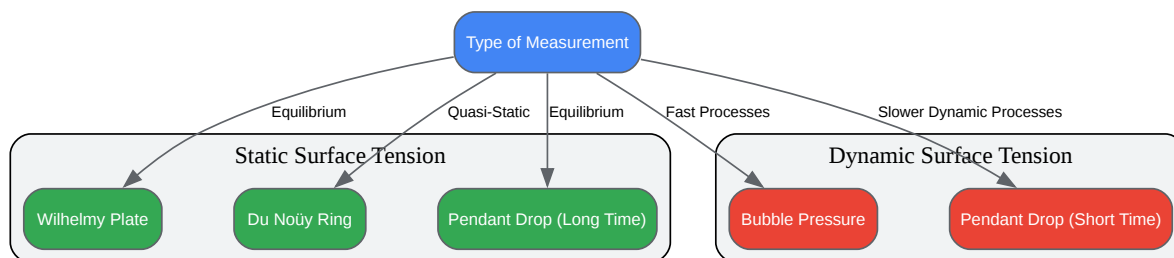 Type of Measurement
Equilibrium
Quasi-Static
Equilibrium
Fast Processes
Slower Dynamic Processes
Static Surface Tension
Dynamic Surface Tension
Wilhelmy Plate
Du Noüy Ring
Pendant Drop (Long Time)
Bubble Pressure
Pendant Drop (Short Time)